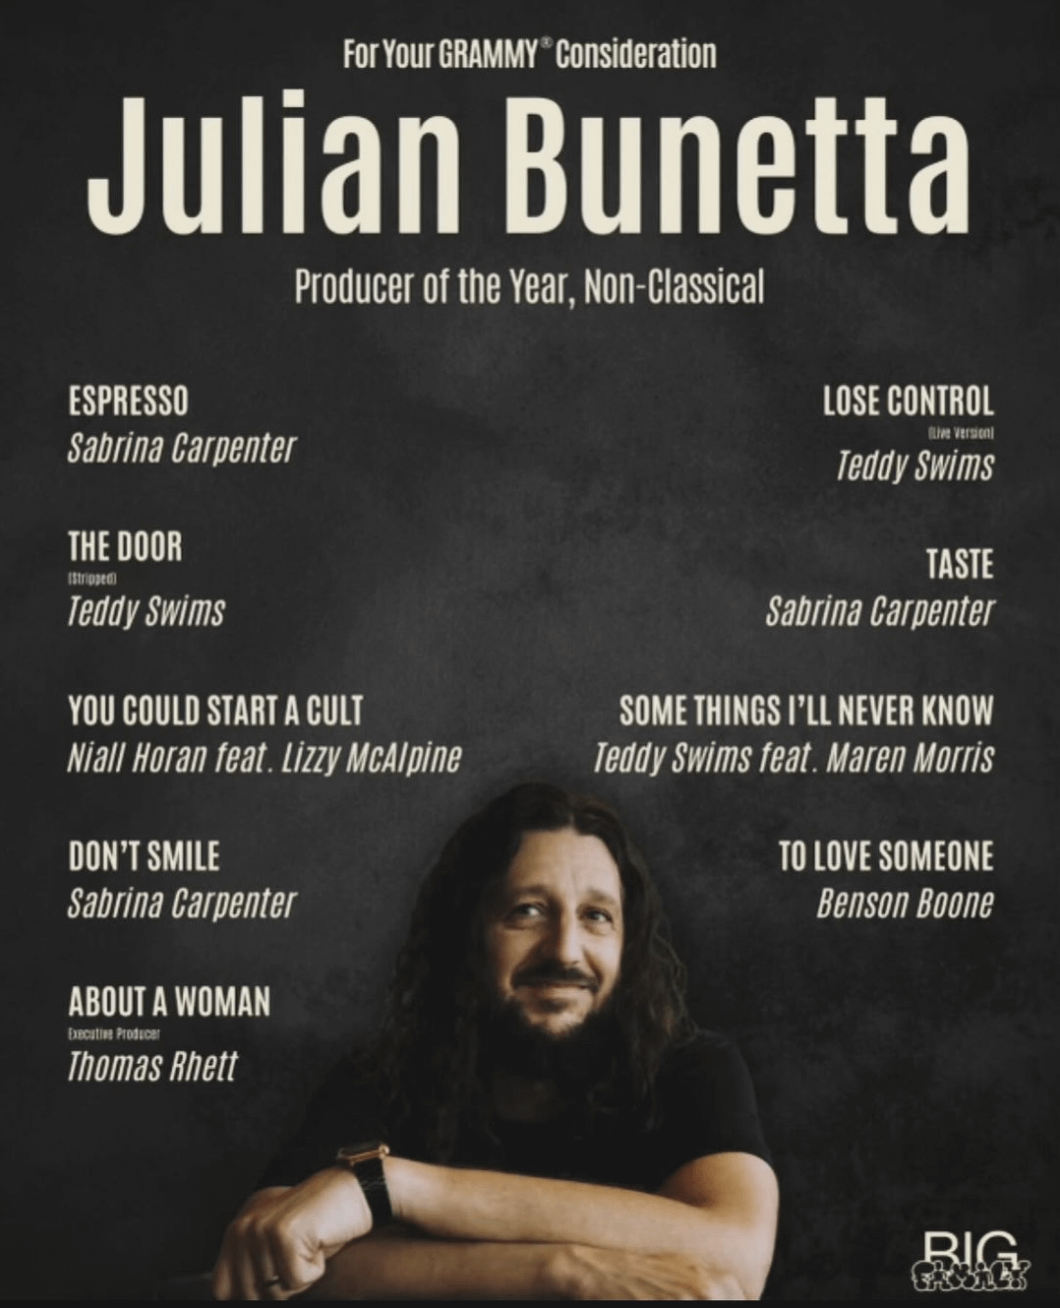 For Your GRAMMY® Consideration
Julian Bunetta
Producer of the Year, Non-Classical
ESPRESSO
Sabrina Carpenter
THE DOOR
(Stripped)
Teddy Swims
YOU COULD START A CULT
Niall Horan feat. Lizzy McAlpine
DON'T SMILE
Sabrina Carpenter
ABOUT A WOMAN
Executive Producer
Thomas Rhett
LOSE CONTROL
(Live Version)
Teddy Swims
TASTE
Sabrina Carpenter
SOME THINGS I'LL NEVER KNOW
Teddy Swims feat. Maren Morris
TO LOVE SOMEONE
Benson Boone
BIG
FAMILY